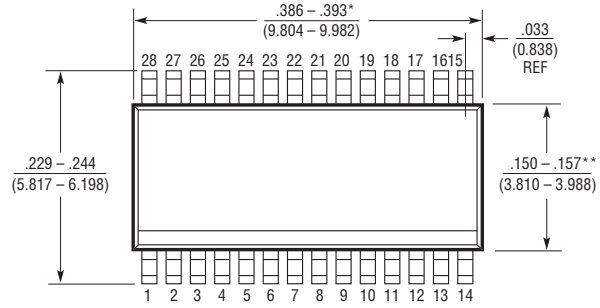 .386 – .393*
(9.804 – 9.982)
.033
(0.838)
REF
28 27 26 25 24 23 22 21 20 19 18 17 16 15
.229 – .244
(5.817 – 6.198)
.150 – .157**
(3.810 – 3.988)
1 2 3 4 5 6 7 8 9 10 11 12 13 14